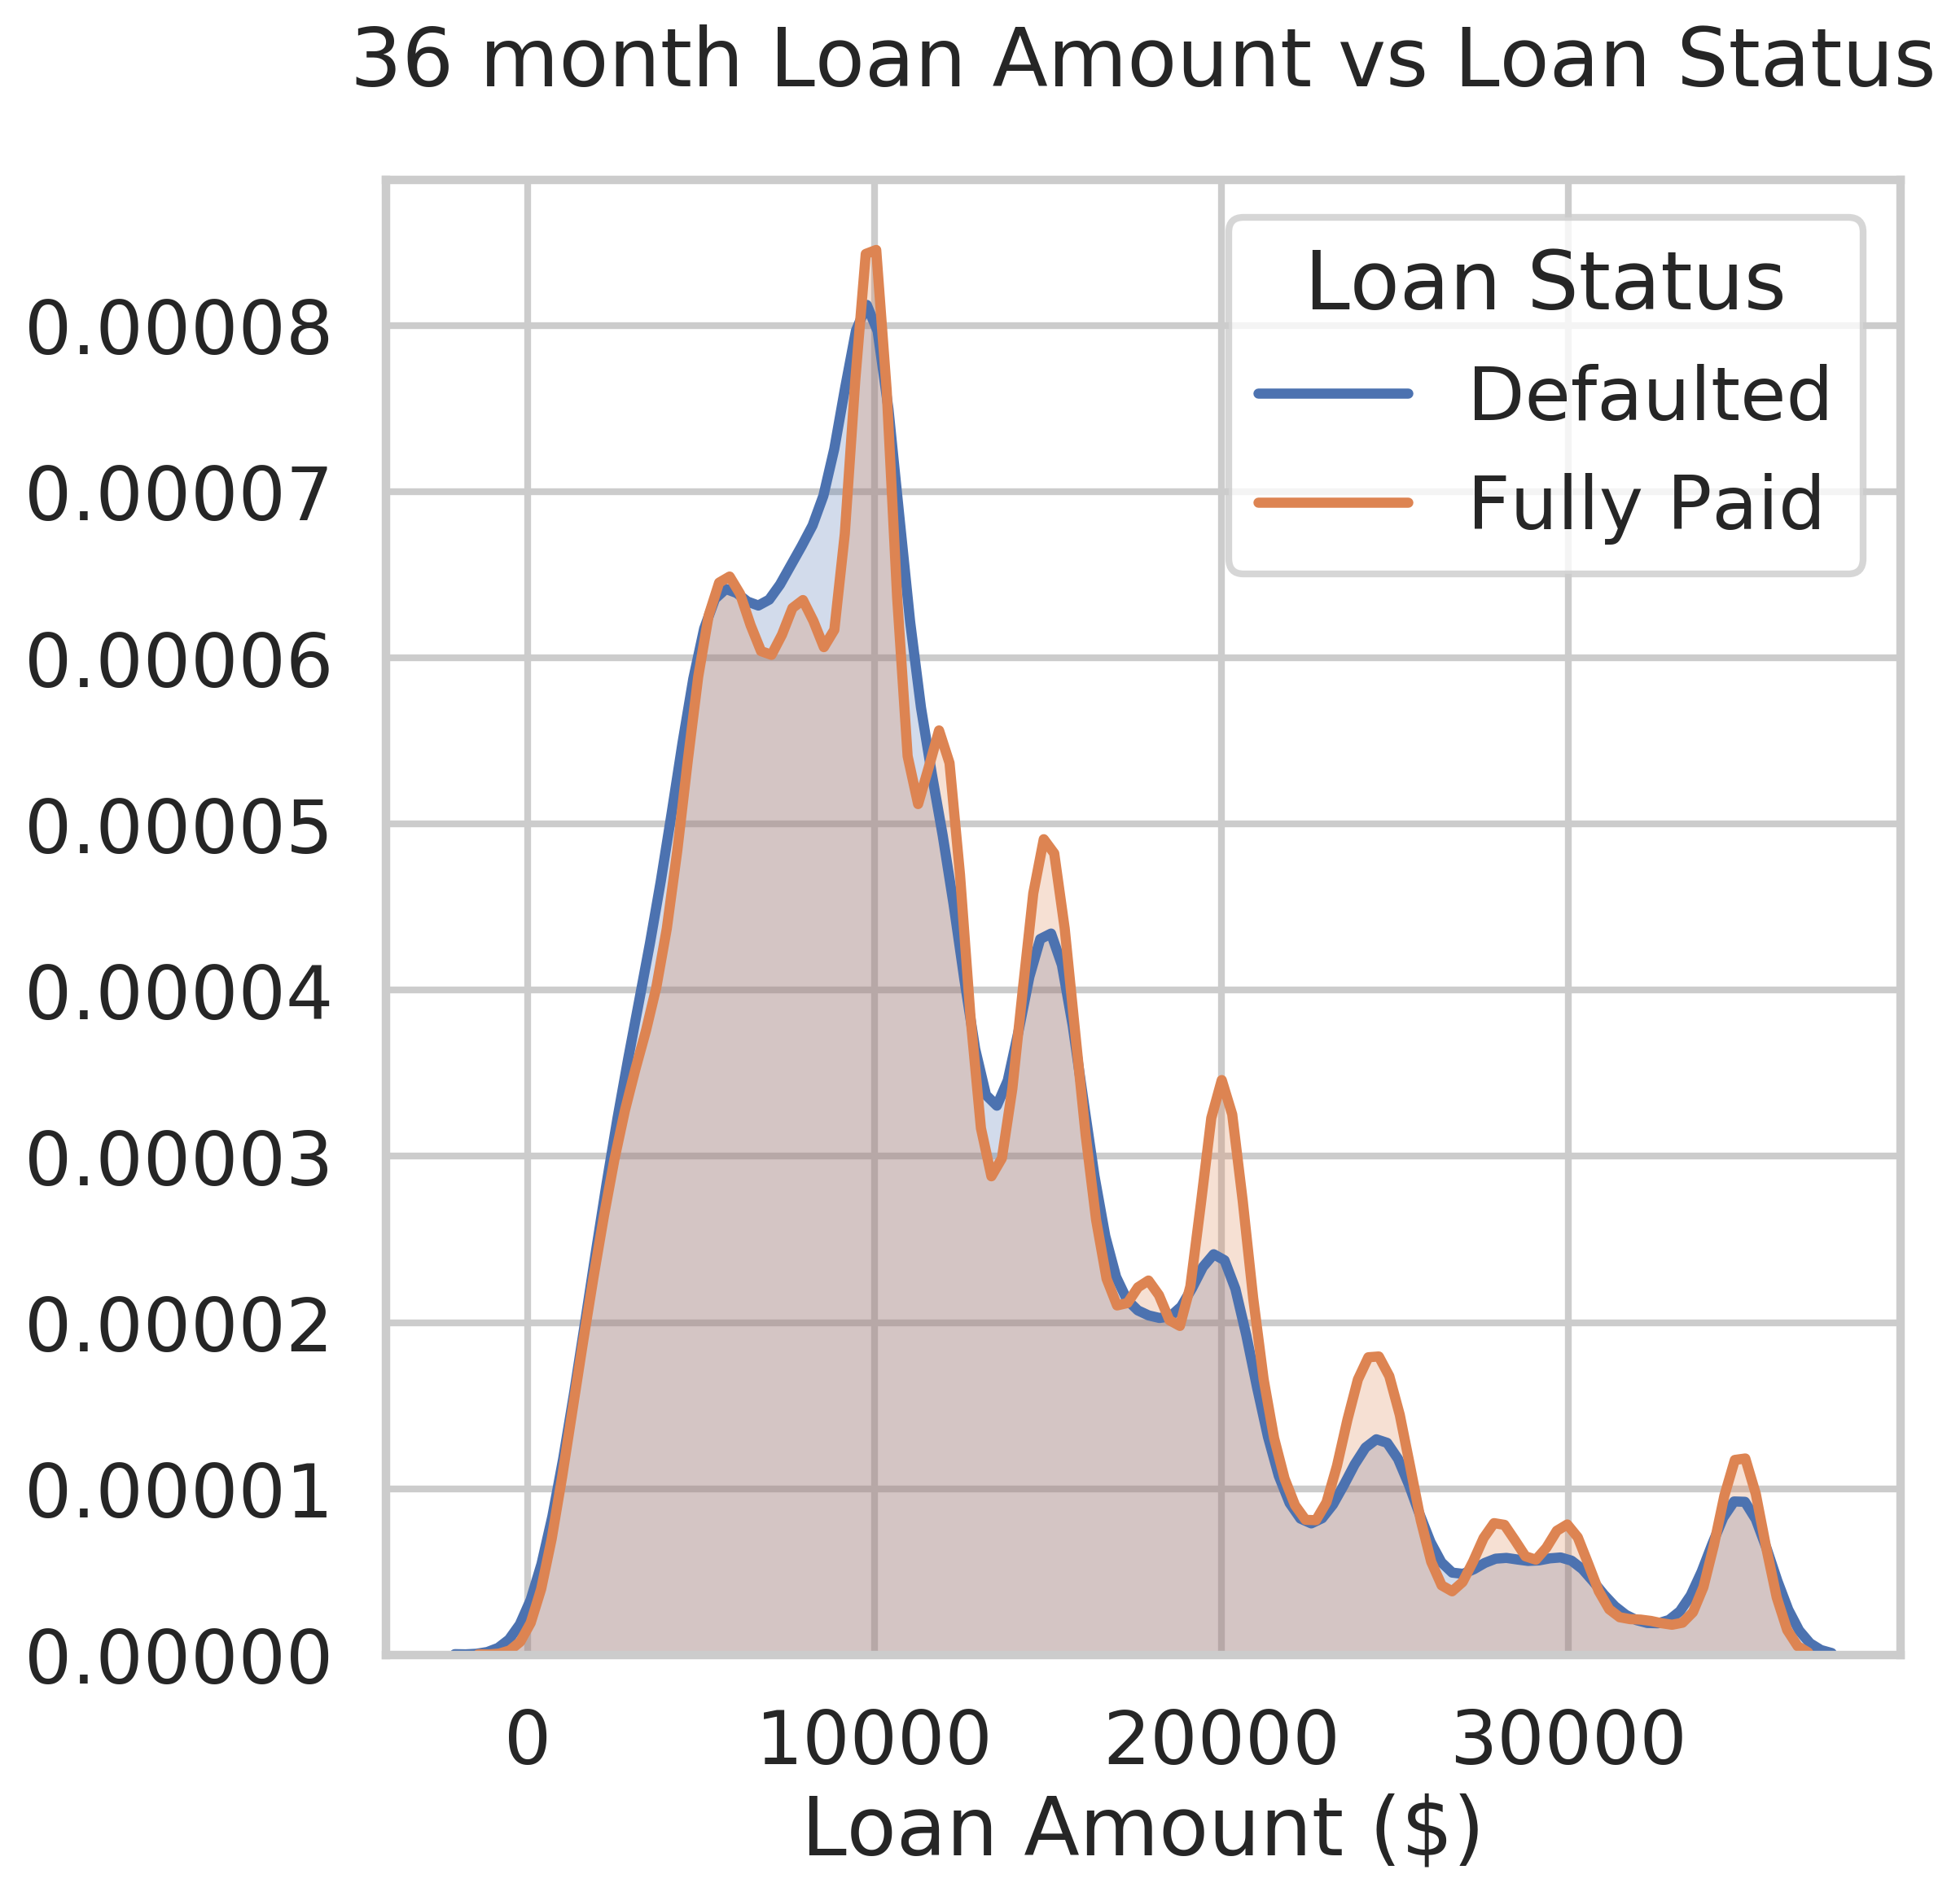 36 month Loan Amount vs Loan Status
Loan Status
Defaulted
Fully Paid
0.00008
0.00007
0.00006
0.00005
0.00004
0.00003
0.00002
0.00001
0.00000
0 10000 20000 30000
Loan Amount ($)